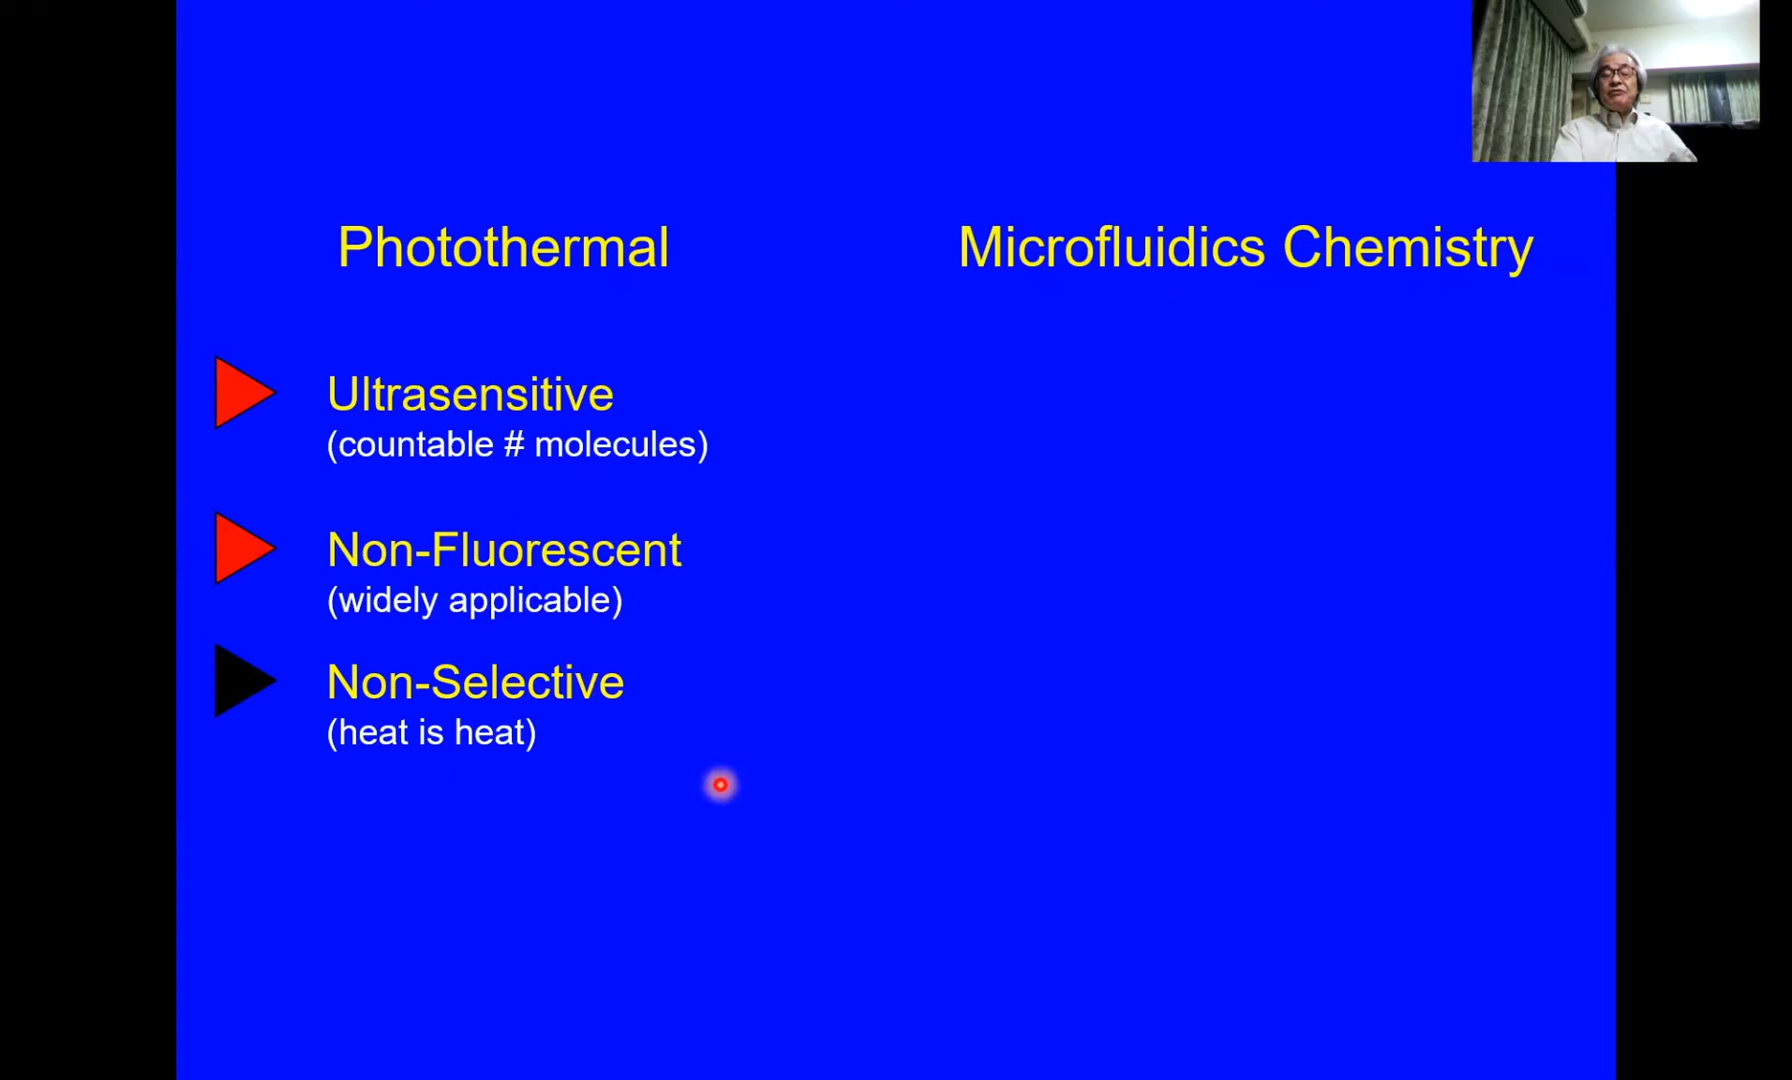 Photothermal
Microfluidics Chemistry
Ultrasensitive
(countable # molecules)
Non-Fluorescent
(widely applicable)
Non-Selective
(heat is heat)